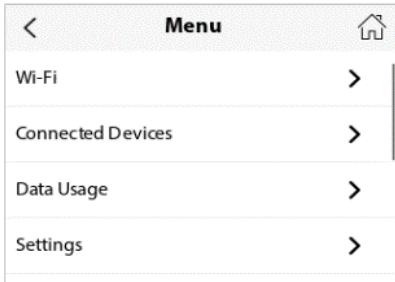 Menu
Wi-Fi
Connected Devices
Data Usage
Settings